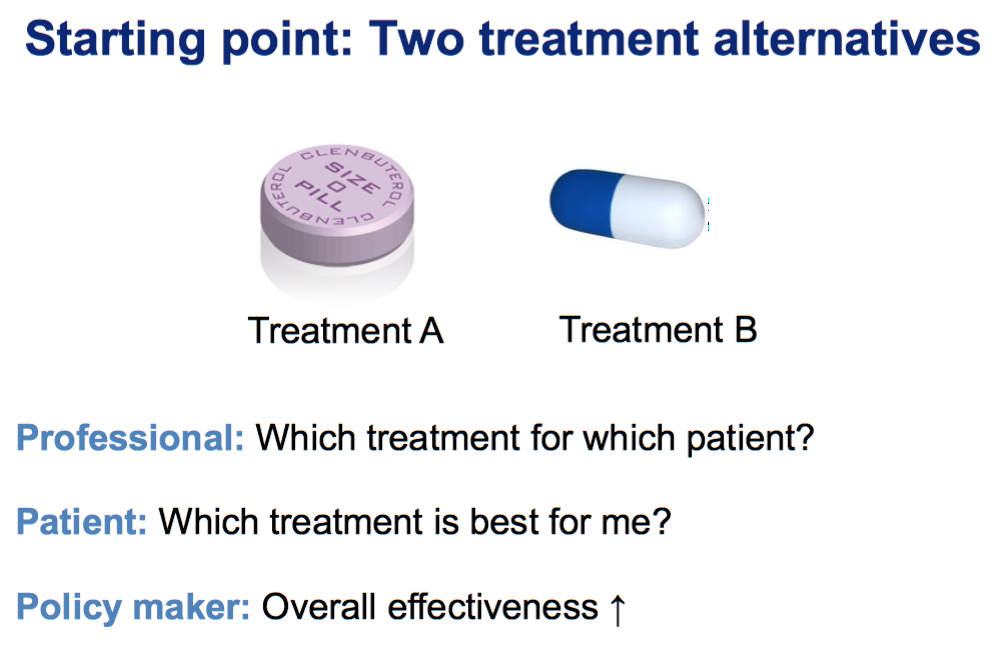 Starting point: Two treatment alternatives
CLENBUTEROL CLENBUTEROL
SIZE
O
PILL
Treatment A
Treatment B
Professional: Which treatment for which patient?
Patient: Which treatment is best for me?
Policy maker: Overall effectiveness ↑